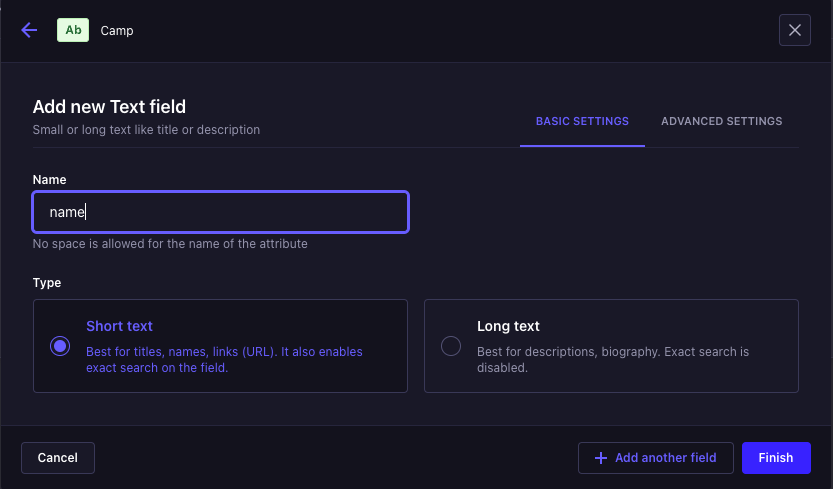 Ab Camp
Add new Text field
Small or long text like title or description
BASIC SETTINGS ADVANCED SETTINGS
Name
name
No space is allowed for the name of the attribute
Type
Short text
Best for titles, names, links (URL). It also enables
exact search on the field.
Long text
Best for descriptions, biography. Exact search is
disabled.
Cancel
Add another field
Finish